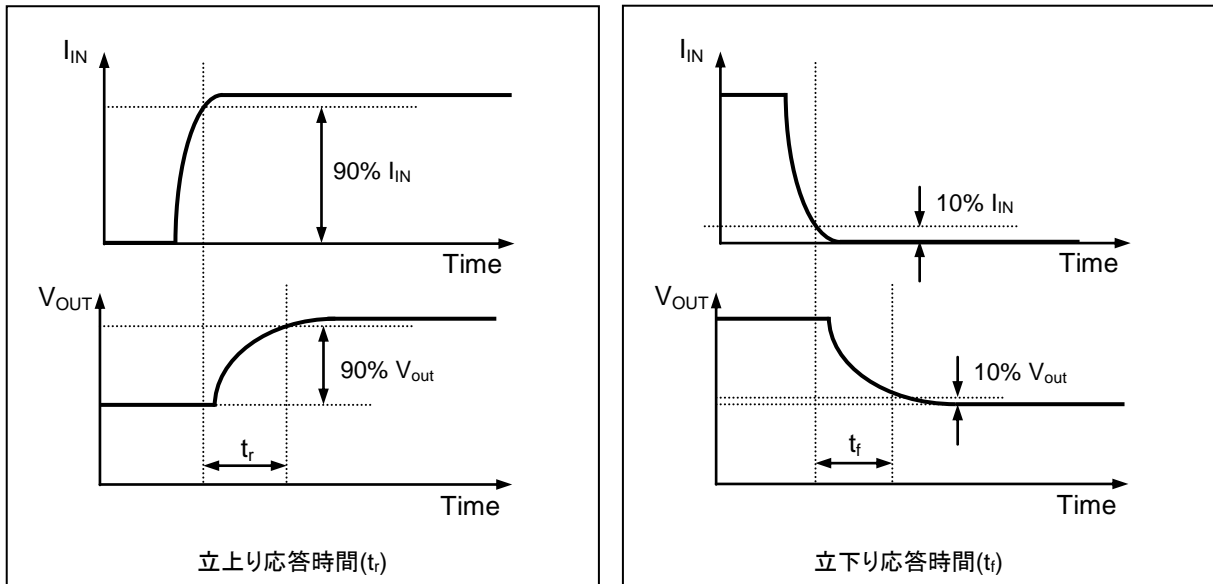 I_IN
90% I_IN
Time
V_OUT
90% V_out
t_r
Time
立上り応答時間(t_r)
I_IN
10% I_IN
Time
V_OUT
10% V_out
t_f
Time
立下り応答時間(t_f)